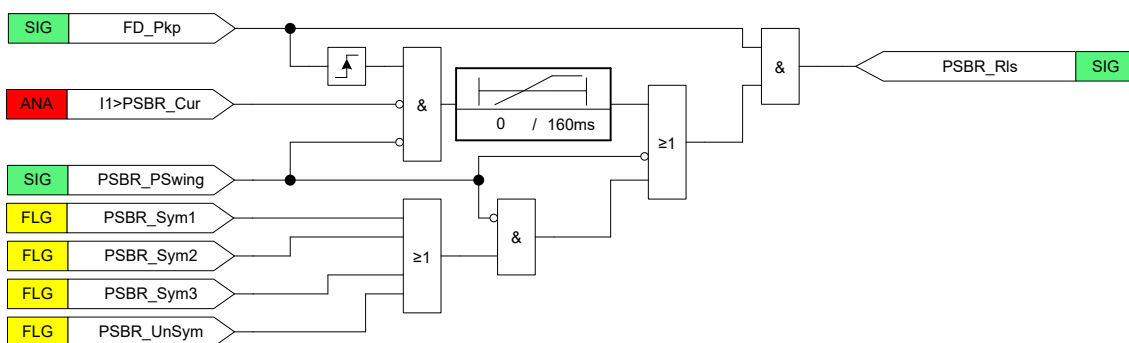 SIG FD_Pkp
&
PSBR_Rls SIG
ANA I1>PSBR_Cur
&
0 / 160ms
≥1
SIG PSBR_PSwing
FLG PSBR_Sym1
&
FLG PSBR_Sym2
≥1
FLG PSBR_Sym3
FLG PSBR_UnSym